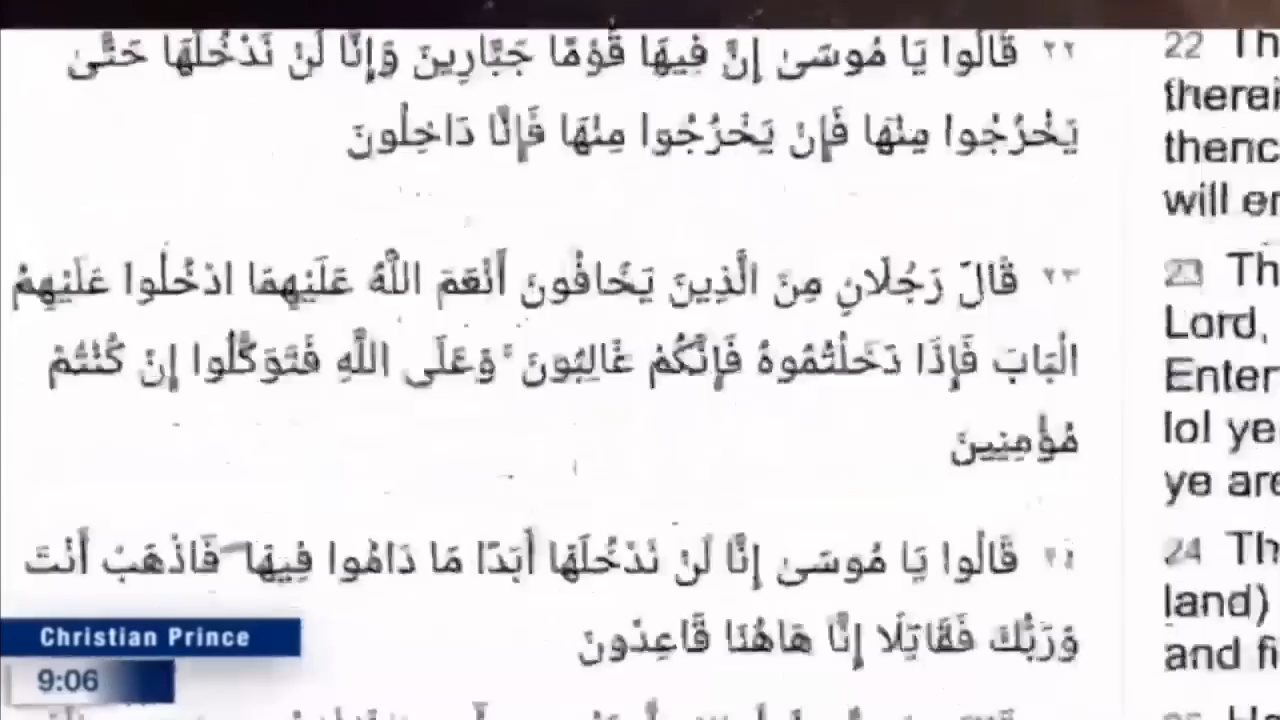 ٢٢ قَالُوا يَا مُوسَىٰ إِنَّ فِيهَا قَوْمًا جَبَّارِينَ وَإِنَّا لَنْ نَدْخُلَهَا حَتَّىٰ
يَخْرُجُوا مِنْهَا فَإِنْ يَخْرُجُوا مِنْهَا فَإِنَّا دَاخِلُونَ
٢٣ قَالَ رَجُلَانِ مِنَ الَّذِينَ يَخَافُونَ أَنْعَمَ اللَّهُ عَلَيْهِمَا ادْخُلُوا عَلَيْهِمُ
الْبَابَ فَإِذَا دَخَلْتُمُوهُ فَإِنَّكُمْ غَالِبُونَ ۚ وَعَلَى اللَّهِ فَتَوَكَّلُوا إِنْ كُنْتُمْ
مُؤْمِنِينَ
٢٤ قَالُوا يَا مُوسَىٰ إِنَّا لَنْ نَدْخُلَهَا أَبَدًا مَا دَامُوا فِيهَا ۖ فَاذْهَبْ أَنْتَ
وَرَبُّكَ فَقَاتِلَا إِنَّا هَاهُنَا قَاعِدُونَ
22 Th
therei
thenc
will en
23 Th
Lord,
Enter
lol ye
ye are
24 Th
land)
and fi
Christian Prince
9:06